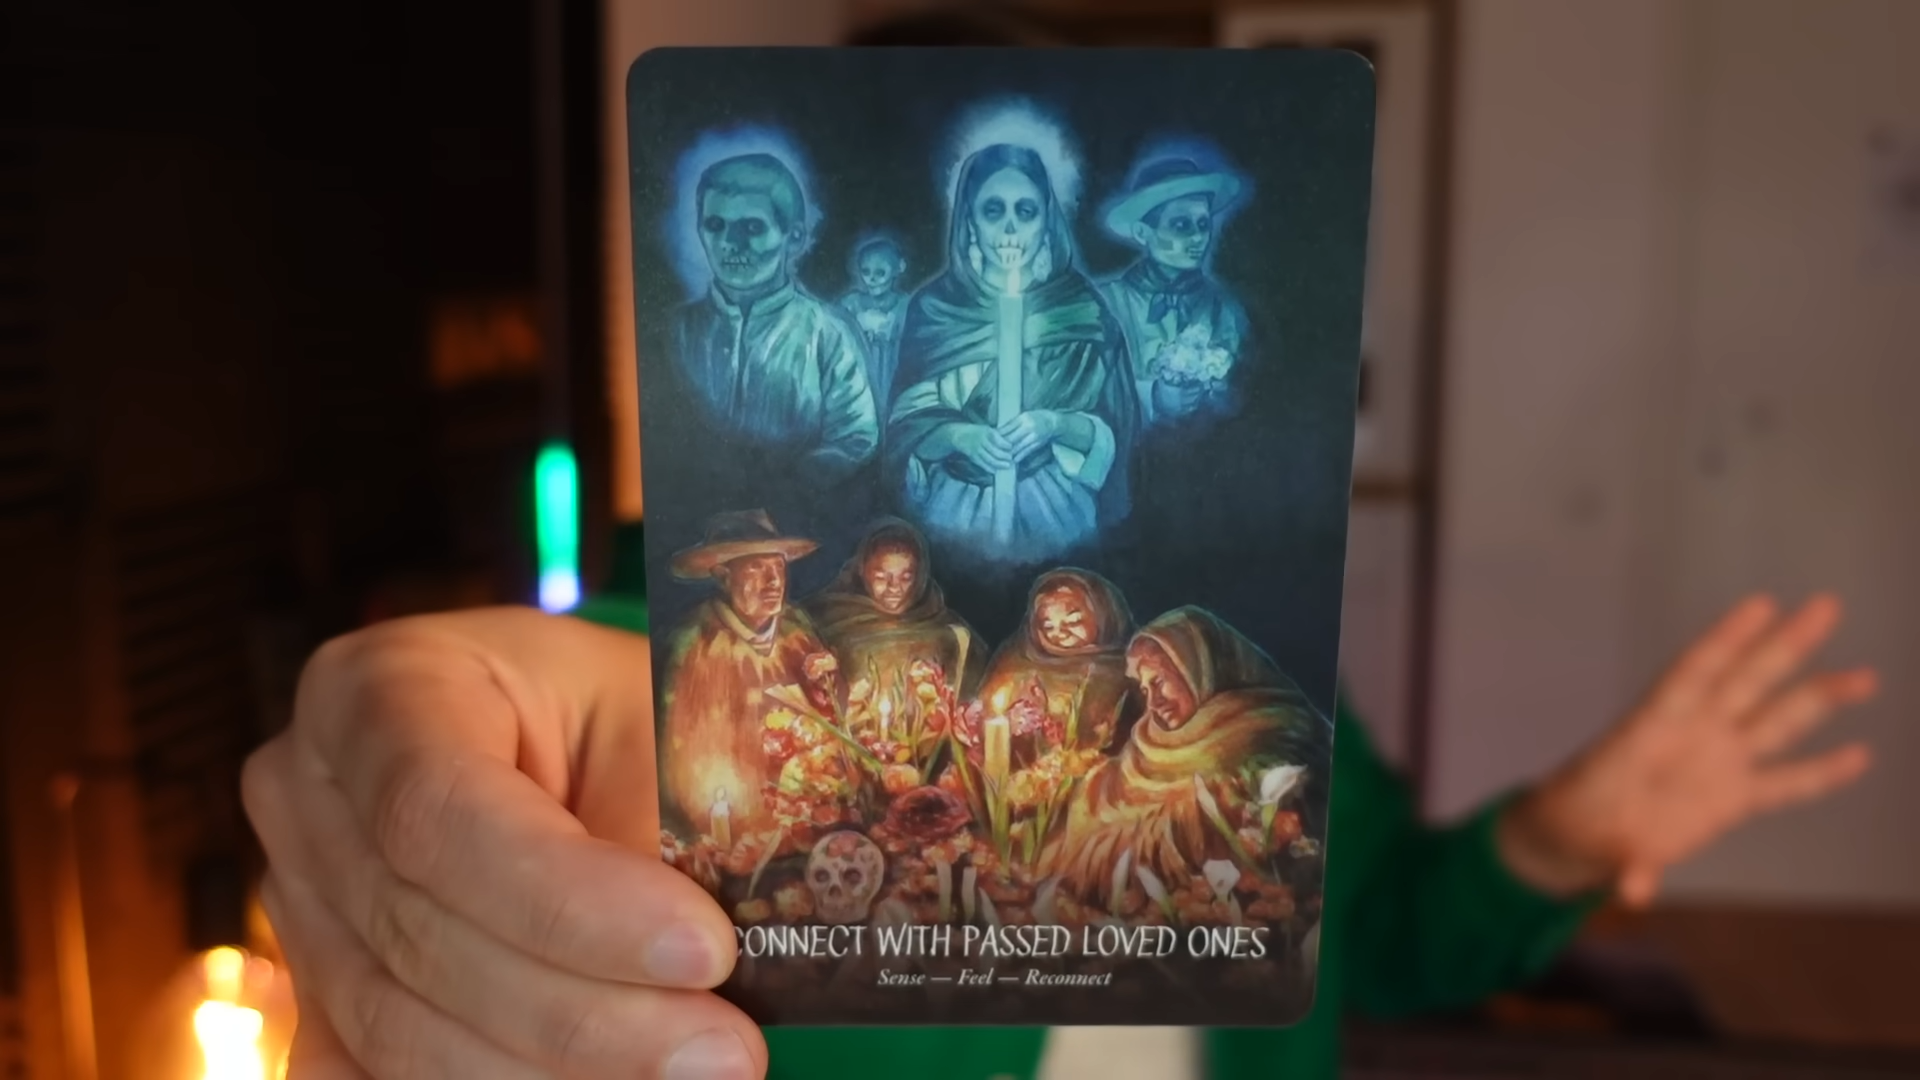 CONNECT WITH PASSED LOVED ONES
Sense — Feel — Reconnect